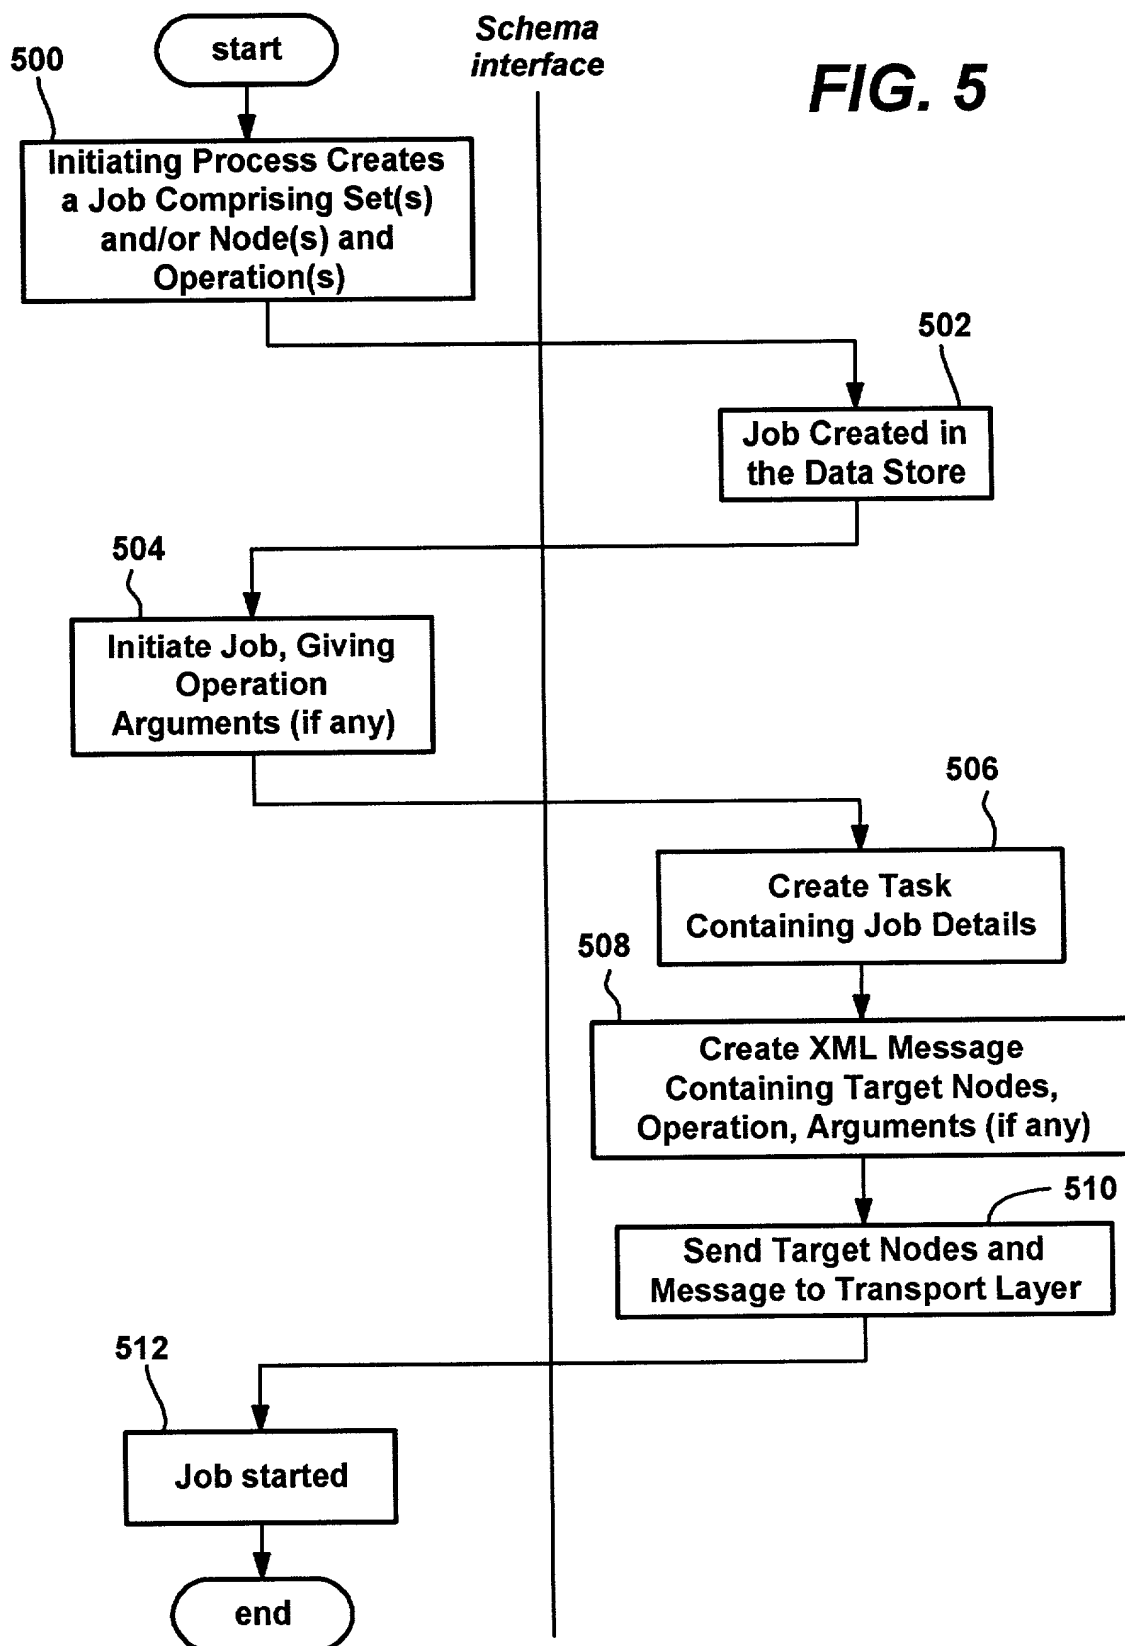 start
Schema
interface
FIG. 5
500
Initiating Process Creates
a Job Comprising Set(s)
and/or Node(s) and
Operation(s)
502
Job Created in
the Data Store
504
Initiate Job, Giving
Operation
Arguments (if any)
506
Create Task
Containing Job Details
508
Create XML Message
Containing Target Nodes,
Operation, Arguments (if any)
510
Send Target Nodes and
Message to Transport Layer
512
Job started
end